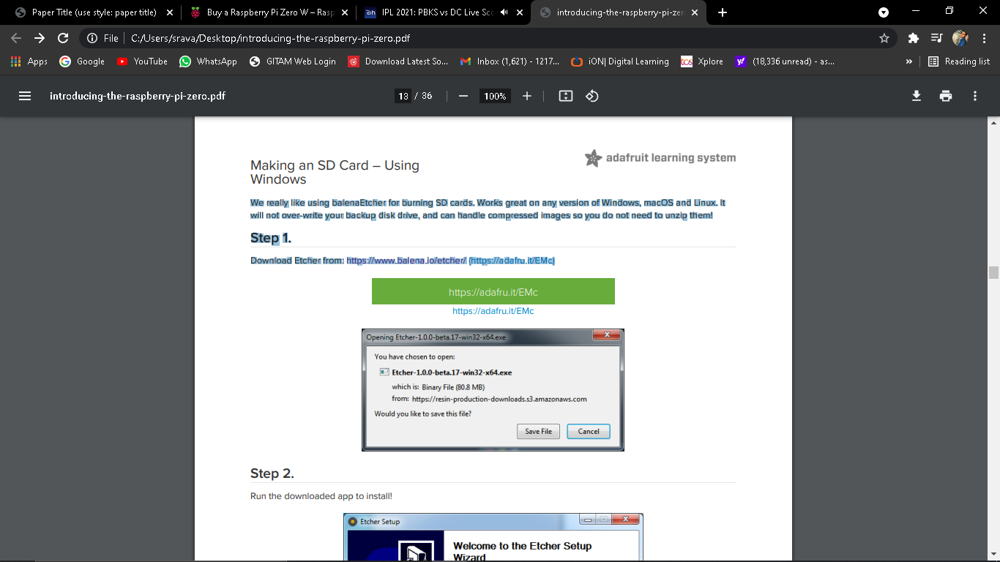 Paper Title (use style: paper title)
Buy a Raspberry Pi Zero W – Rasp
IPL 2021: PBKS vs DC Live Sco
introducing-the-raspberry-pi-zer
File
C:/Users/srava/Desktop/introducing-the-raspberry-pi-zero.pdf
Apps
Google
YouTube
WhatsApp
GITAM Web Login
Download Latest So...
Inbox (1,621) - 1217...
iON| Digital Learning
Xplore
(18,336 unread) - as...
»
Reading list
introducing-the-raspberry-pi-zero.pdf
13 / 36
100%
adafruit learning system
Making an SD Card – Using
Windows
We really like using balenaEtcher for burning SD cards. Works great on any version of Windows, macOS and Linux. It
will not over-write your backup disk drive, and can handle compressed images so you do not need to unzip them!
Step 1.
Download Etcher from: https://www.balena.io/etcher/ (https://adafru.it/EMc)
https://adafru.it/EMc
https://adafru.it/EMc
Opening Etcher-1.0.0-beta.17-win32-x64.exe
You have chosen to open:
Etcher-1.0.0-beta.17-win32-x64.exe
which is: Binary File (80.8 MB)
from: https://resin-production-downloads.s3.amazonaws.com
Would you like to save this file?
Save File
Cancel
Step 2.
Run the downloaded app to install!
Etcher Setup
Welcome to the Etcher Setup
Wizard